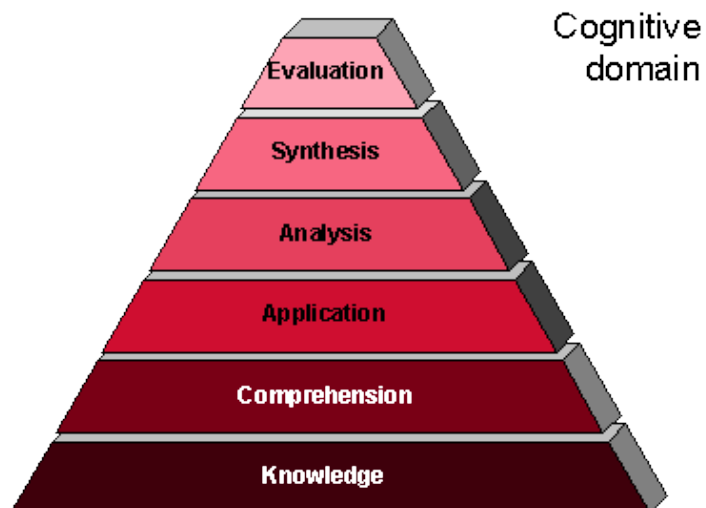 Cognitive
domain
Evaluation
Synthesis
Analysis
Application
Comprehension
Knowledge